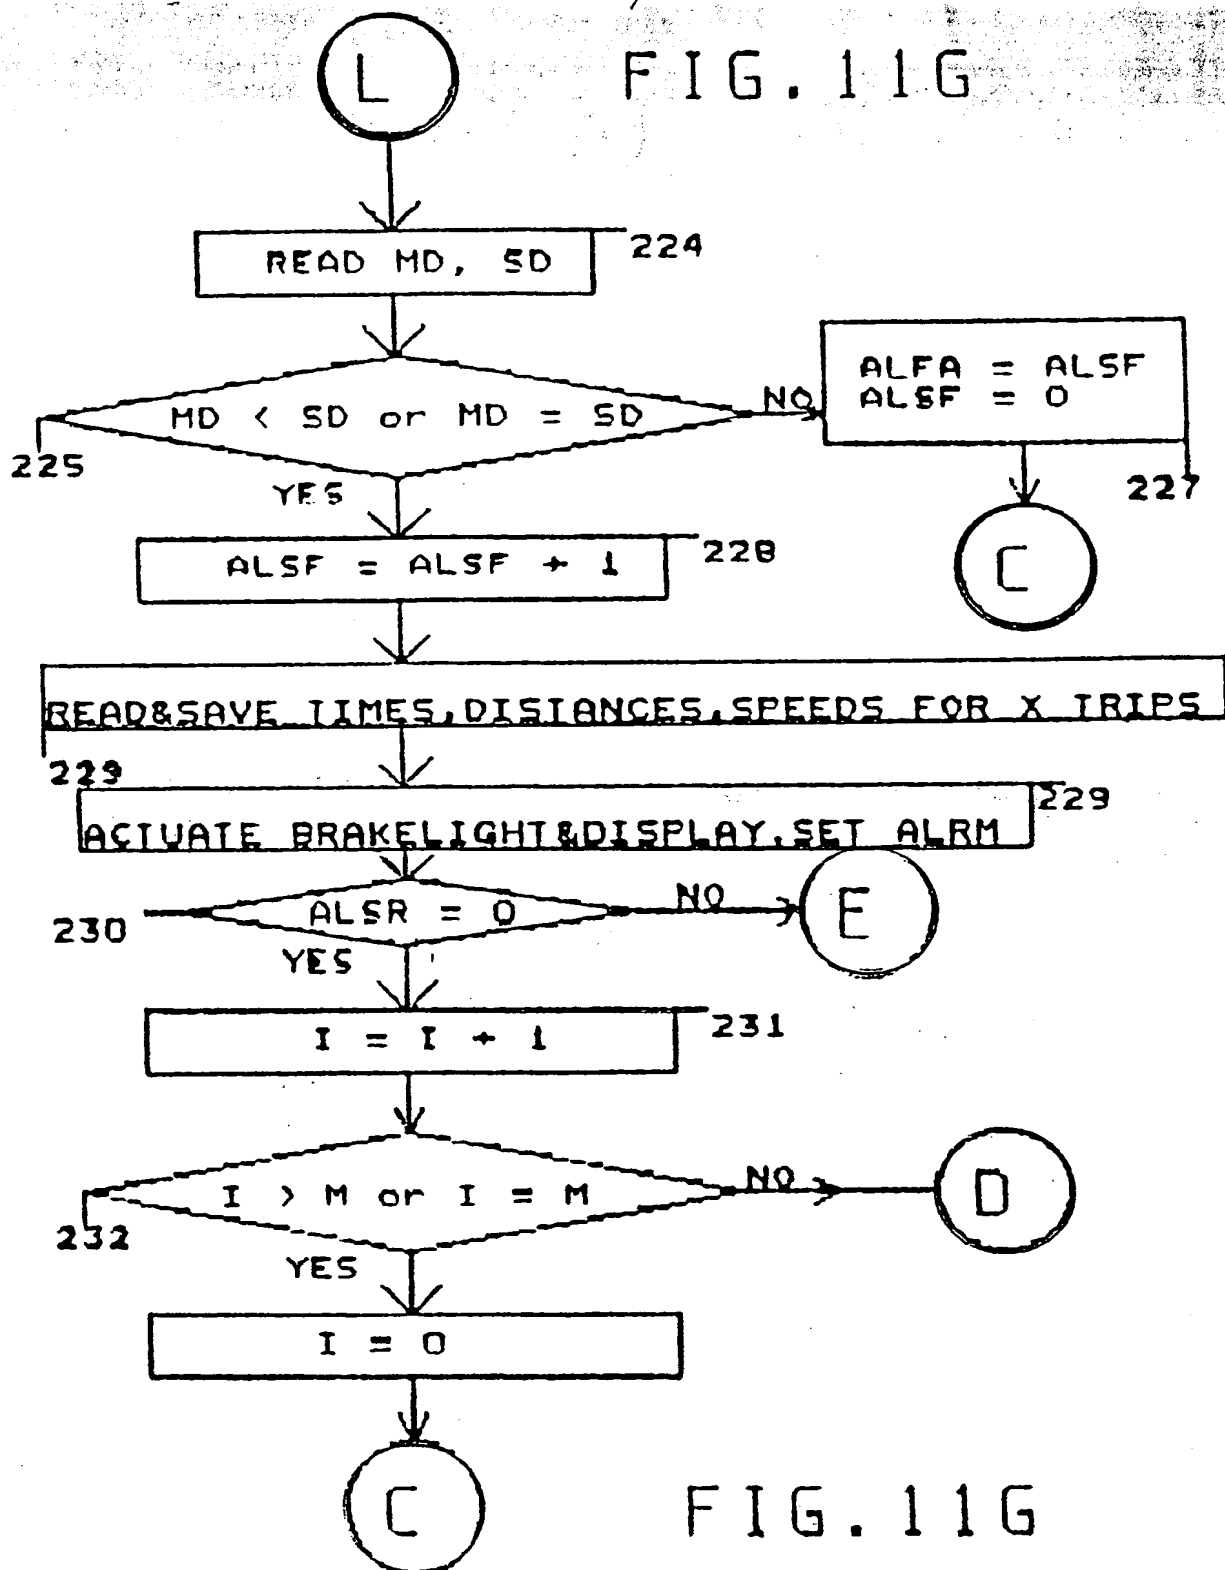 L
FIG. 11G
READ MD, SD
224
MD < SD or MD = SD
NO
ALFA = ALSF
ALSF = 0
225
227
YES
ALSF = ALSF + 1
228
C
READ&SAVE TIMES,DISTANCES,SPEEDS FOR X TRIPS
229
ACTUATE BRAKELIGHT&DISPLAY,SET ALRM
229
ALSR = 0
NO
E
230
YES
I = I + 1
231
I > M or I = M
NO
D
232
YES
I = 0
C
FIG. 11G